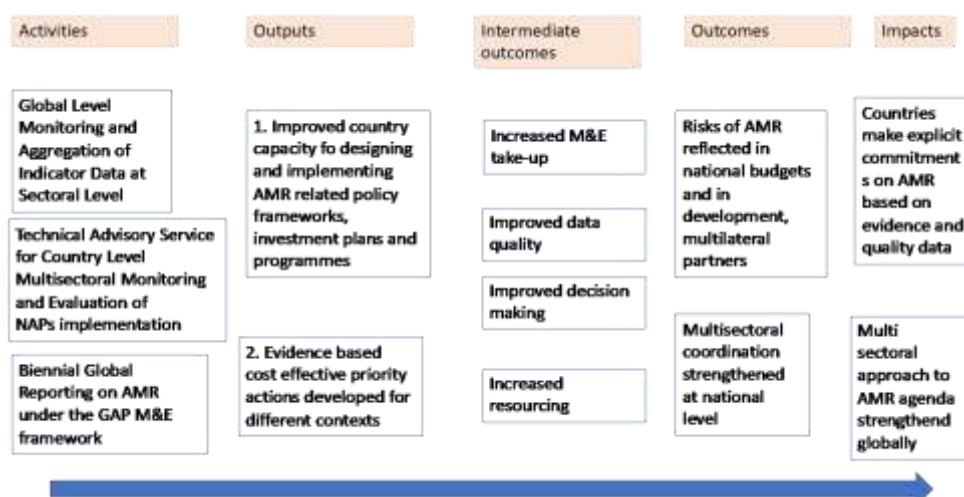 Activities
Outputs
Intermediate
outcomes
Outcomes
Impacts
Global Level
Monitoring and
Aggregation of
Indicator Data at
Sectoral Level
Technical Advisory Service
for Country Level
Multisectoral Monitoring
and Evaluation of
NAPs implementation
Biennial Global
Reporting on AMR
under the GAP M&E
framework
1. Improved country
capacity fo designing
and implementing
AMR related policy
frameworks,
investment plans and
programmes
2. Evidence based
cost effective priority
actions developed for
different contexts
Increased M&E
take-up
Improved data
quality
Improved decision
making
Increased
resourcing
Risks of AMR
reflected in
national budgets
and in
development,
multilateral
partners
Multisectoral
coordination
strengthened
at national
level
Countries
make explicit
commitment
s on AMR
based on
evidence and
quality data
Multi
sectoral
approach to
AMR agenda
strengthend
globally